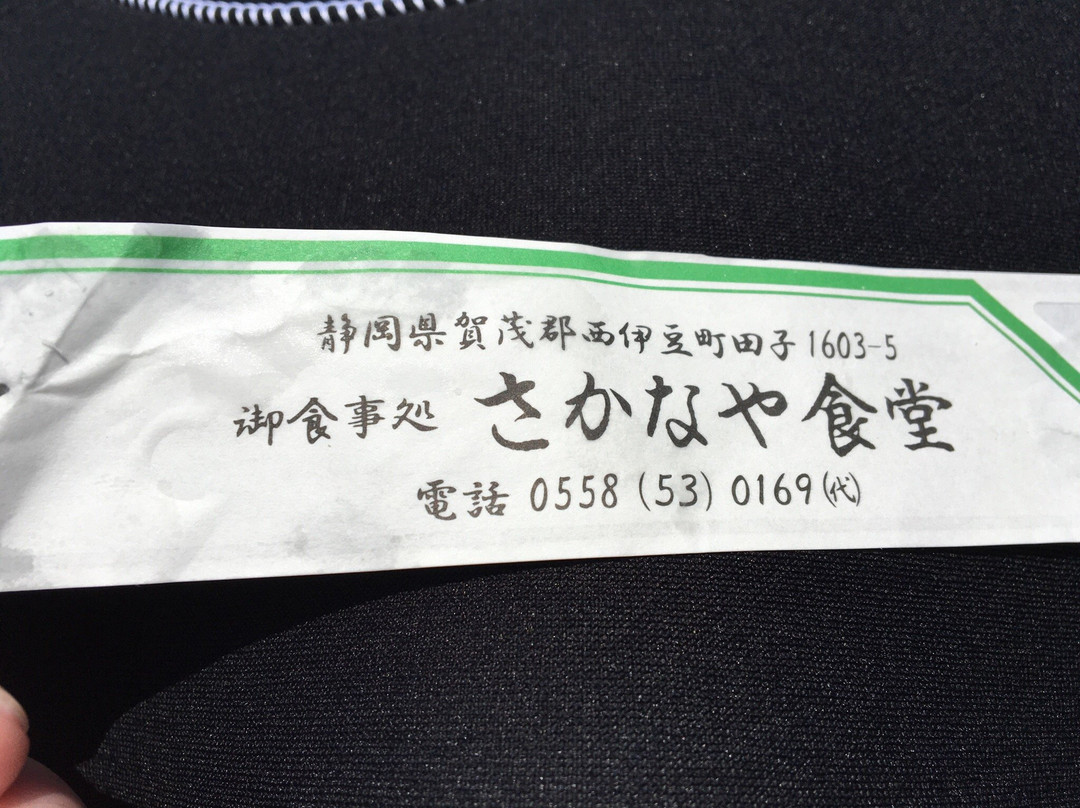 静岡県賀茂郡西伊豆町田子1603-5
御食事処 さかなや食堂
電話 0558(53)0169(代)